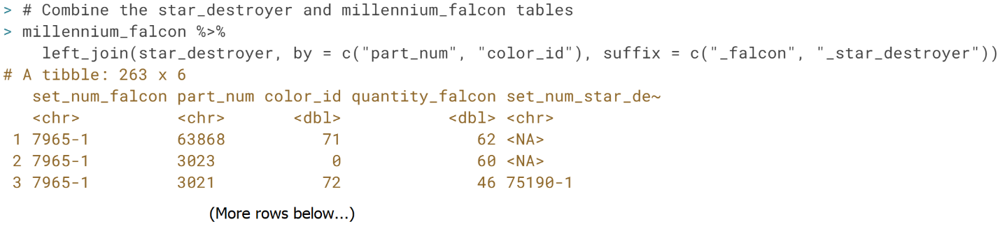 > # Combine the star_destroyer and millennium_falcon tables
> millennium_falcon %>%
left_join(star_destroyer, by = c("part_num", "color_id"), suffix = c("_falcon", "_star_destroyer"))
# A tibble: 263 x 6
set_num_falcon part_num color_id quantity_falcon set_num_star_de~
<chr> <chr> <dbl> <dbl> <chr>
1 7965-1 63868 71 62 <NA>
2 7965-1 3023 0 60 <NA>
3 7965-1 3021 72 46 75190-1
(More rows below...)